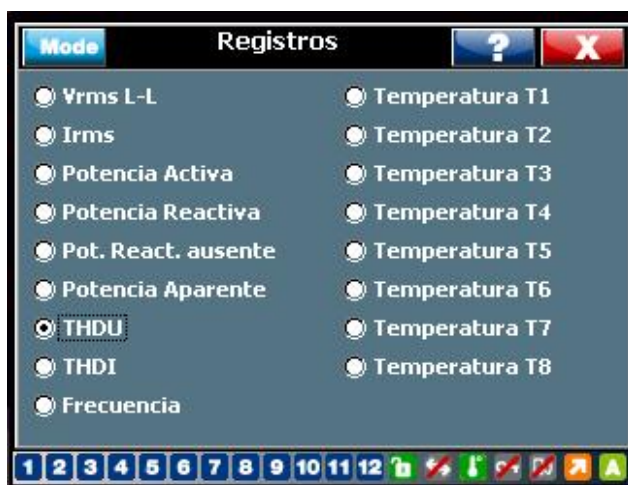 Mode
Registros
?
X
Vrms L-L
Irms
Potencia Activa
Potencia Reactiva
Pot. React. ausente
Potencia Aparente
THDU
THDI
Frecuencia
Temperatura T1
Temperatura T2
Temperatura T3
Temperatura T4
Temperatura T5
Temperatura T6
Temperatura T7
Temperatura T8
1 2 3 4 5 6 7 8 9 10 11 12 A